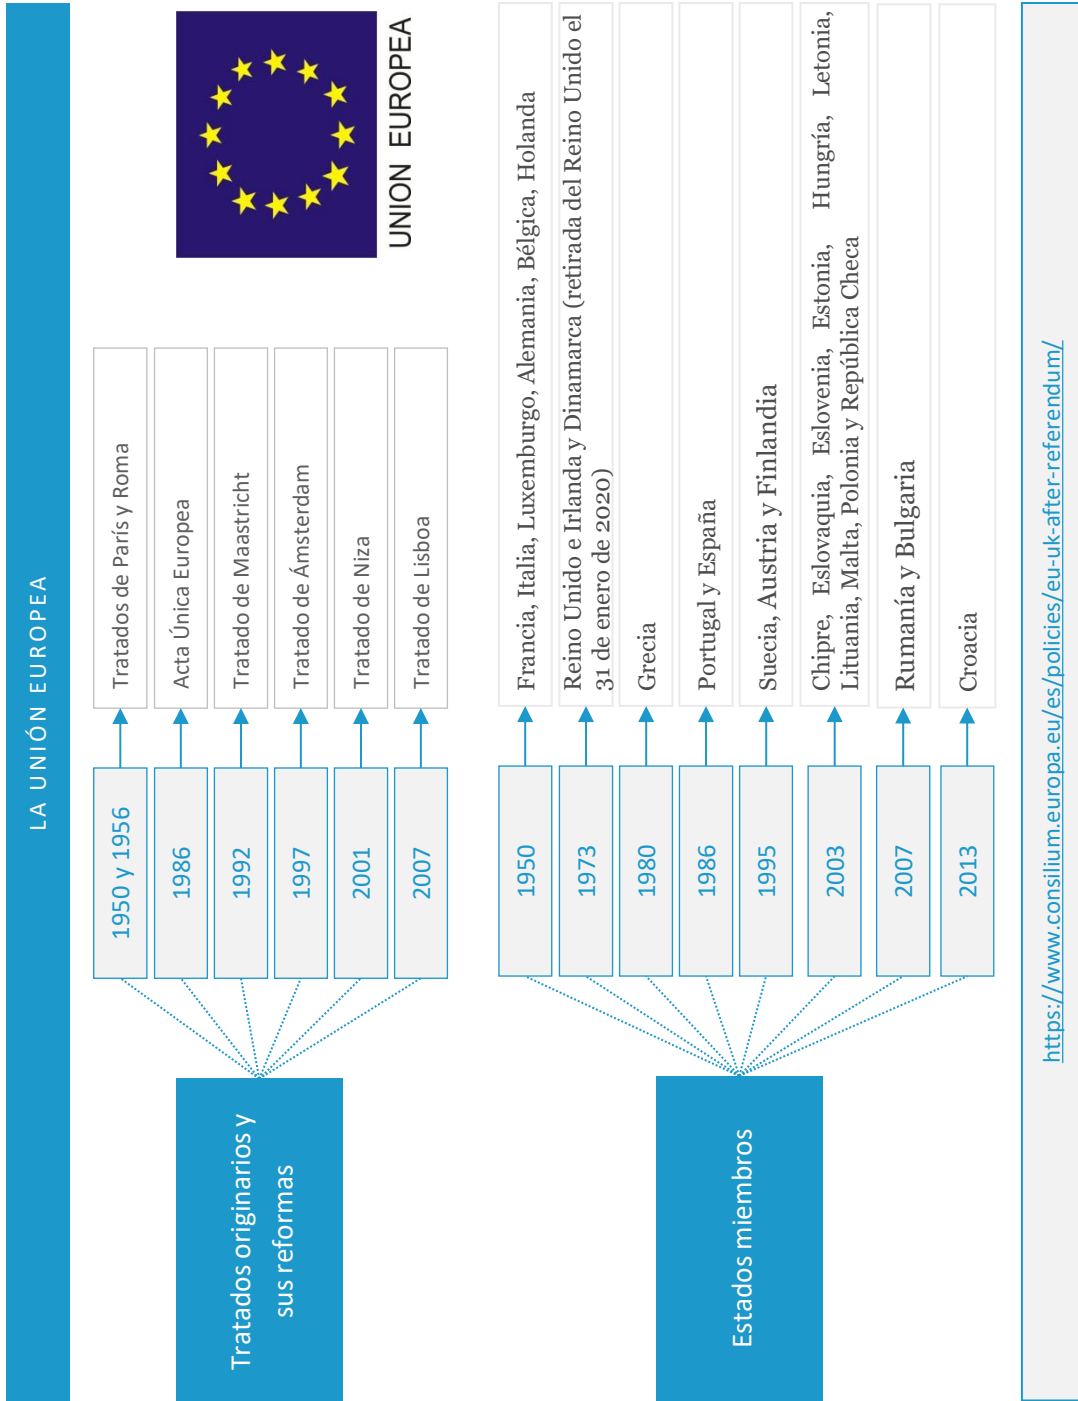 LA UNIÓN EUROPEA
Tratados originarios y
sus reformas
1950 y 1956
Tratados de París y Roma
1986
Acta Única Europea
1992
Tratado de Maastricht
1997
Tratado de Ámsterdam
2001
Tratado de Niza
2007
Tratado de Lisboa
UNION EUROPEA
Estados miembros
1950
Francia, Italia, Luxemburgo, Alemania, Bélgica, Holanda
1973
Reino Unido e Irlanda y Dinamarca (retirada del Reino Unido el
31 de enero de 2020)
1980
Grecia
1986
Portugal y España
1995
Suecia, Austria y Finlandia
2003
Chipre, Eslovaquia, Eslovenia, Estonia, Hungría, Letonia,
Lituania, Malta, Polonia y República Checa
2007
Rumanía y Bulgaria
2013
Croacia
https://www.consilium.europa.eu/es/policies/eu-uk-after-referendum/